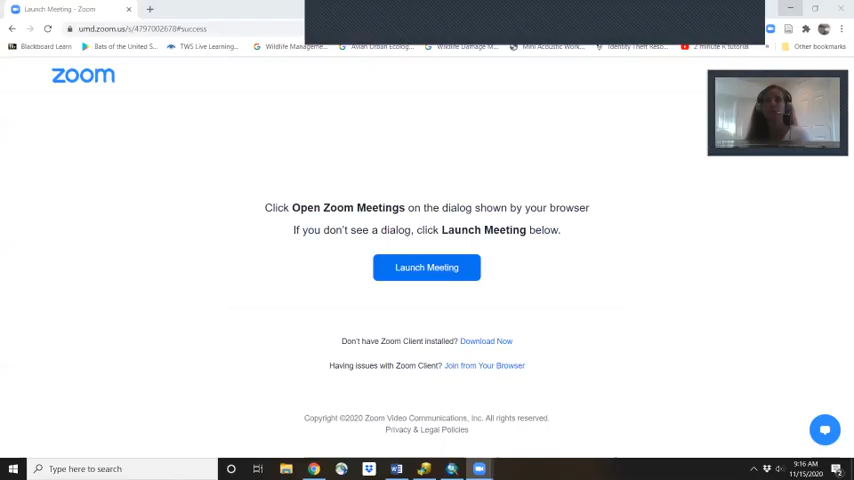 Launch Meeting - Zoom
umd.zoom.us/s/4797002678#success
Blackboard Learn
Bats of the United S...
TWS Live Learning...
Wildlife Manageme...
Avian Urban Ecolog...
Wildlife Damage M...
Mini Acoustic Work...
Identity Theft Reso...
2 minute R tutorial
»
Other bookmarks
zoom
Click Open Zoom Meetings on the dialog shown by your browser
If you don't see a dialog, click Launch Meeting below.
Launch Meeting
Don't have Zoom Client installed? Download Now
Having issues with Zoom Client? Join from Your Browser
Copyright ©2020 Zoom Video Communications, Inc. All rights reserved.
Privacy & Legal Policies
Type here to search
9:16 AM
11/15/2020
2